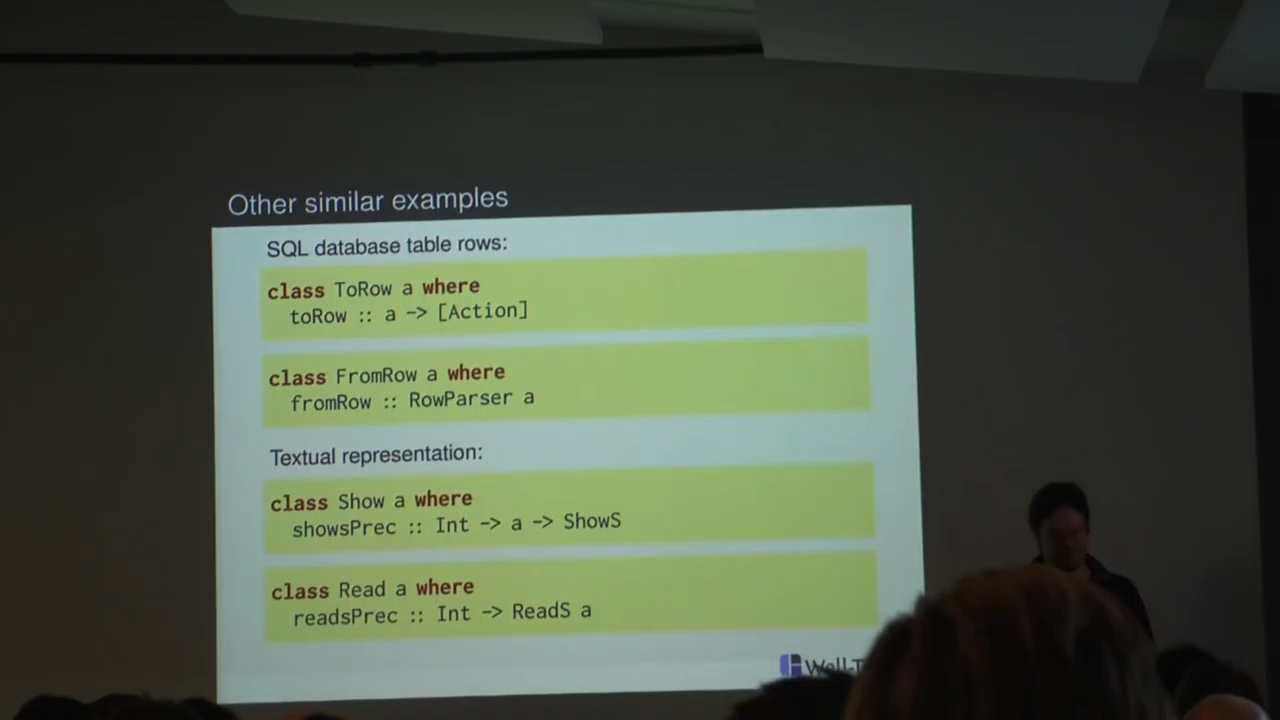 Other similar examples
SQL database table rows:
class ToRow a where
toRow :: a -> [Action]
class FromRow a where
fromRow :: RowParser a
Textual representation:
class Show a where
showsPrec :: Int -> a -> ShowS
class Read a where
readsPrec :: Int -> ReadS a
Well-T